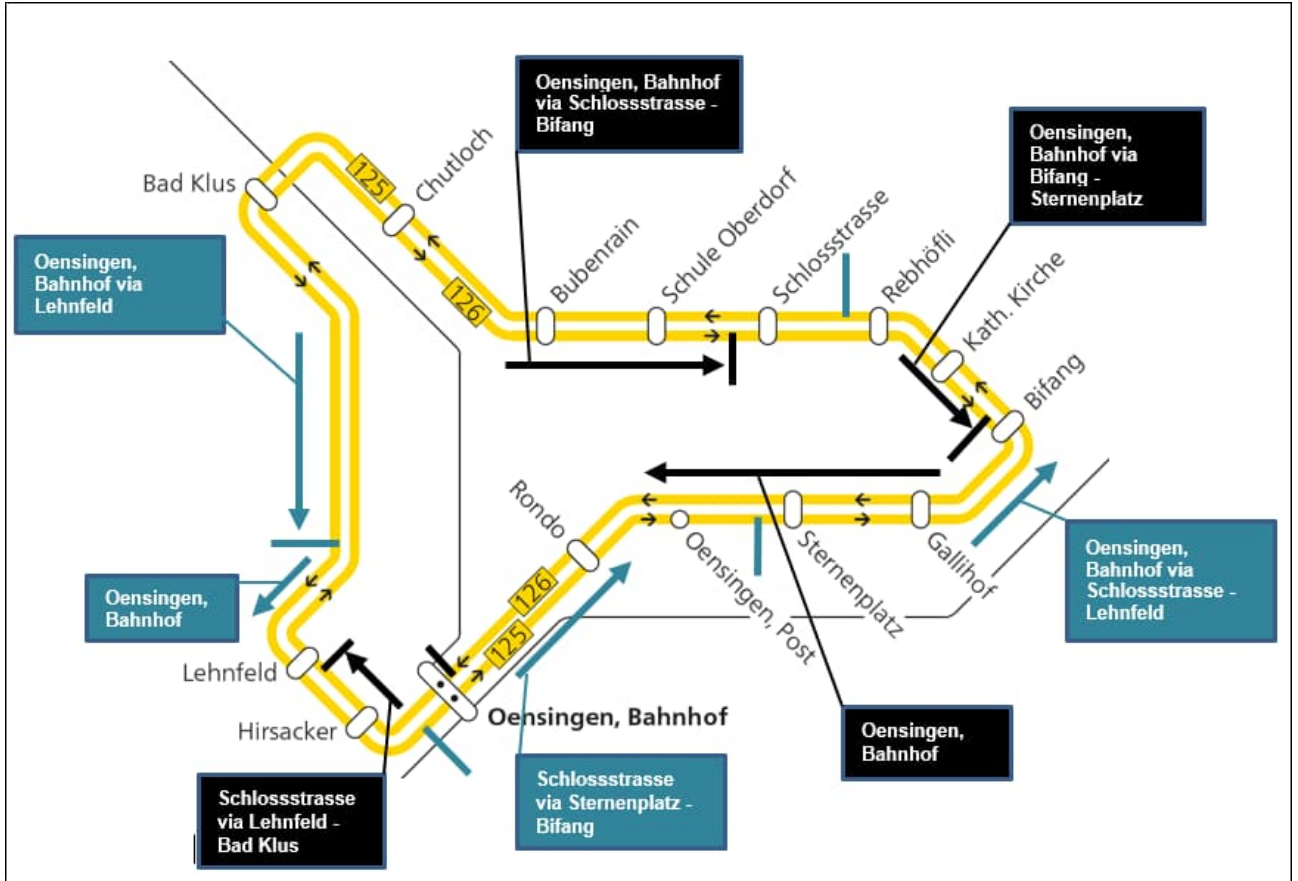 Oensingen, Bahnhof
via Schlossstrasse -
Bifang
Oensingen,
Bahnhof via
Bifang -
Sternenplatz
Bad Klus
125
Chutloch
126
Bubenrain
Schule Oberdorf
Schlossstrasse
Rebhöfli
Kath. Kirche
Bifang
Oensingen,
Bahnhof via
Lehnfeld
Rondo
Oensingen, Post
Sternenplatz
Gallihof
Oensingen,
Bahnhof via
Schlossstrasse -
Lehnfeld
Oensingen,
Bahnhof
126
125
Lehnfeld
Hirsacker
Oensingen, Bahnhof
Oensingen,
Bahnhof
Schlossstrasse
via Lehnfeld -
Bad Klus
Schlossstrasse
via Sternenplatz -
Bifang